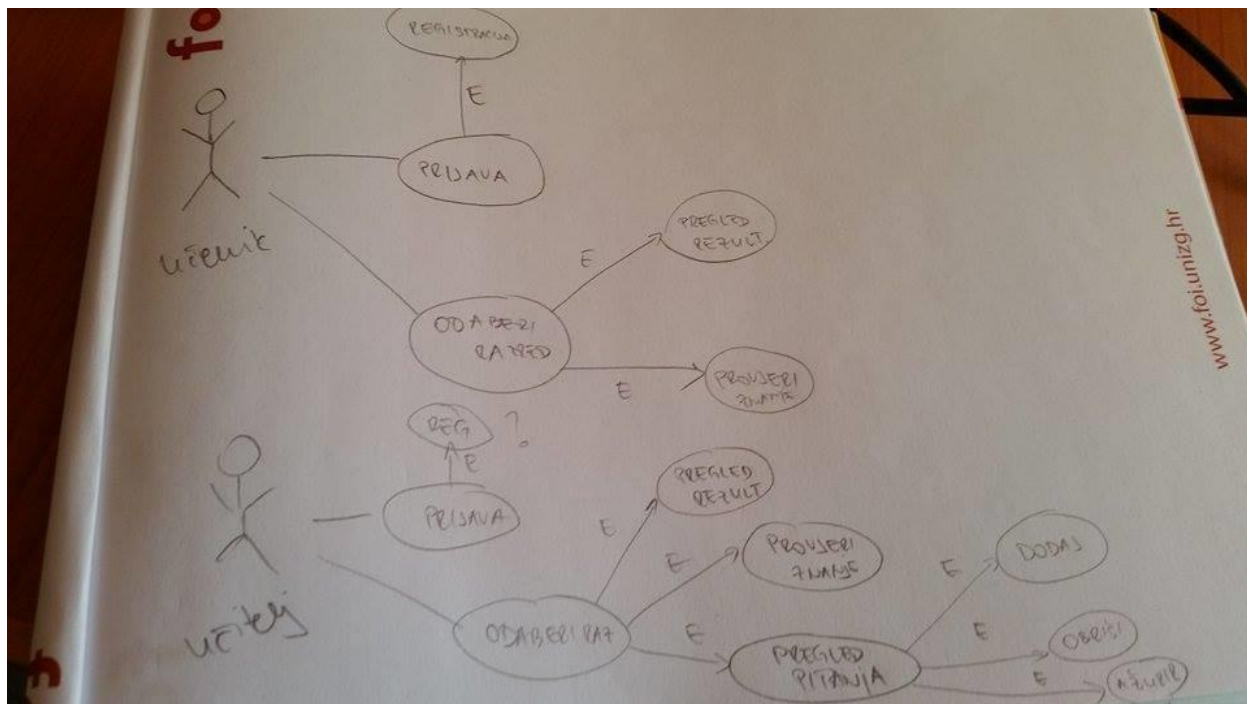 fo
REGISTRACIJA
E
PRIJAVA
učenik
PREGLED
REZULT
E
ODABERI
RAZRED
E
PROVJERI
ZNANJE
www.foi.unizg.hr
REG ?
E
PRIJAVA
učitelj
PREGLED
REZULT
E
E
PROVJERI
ZNANJE
ODABERI RAZ
E
PREGLED
PITANJA
E
DODAJ
E
OBRIŠI
E
AŽURIR